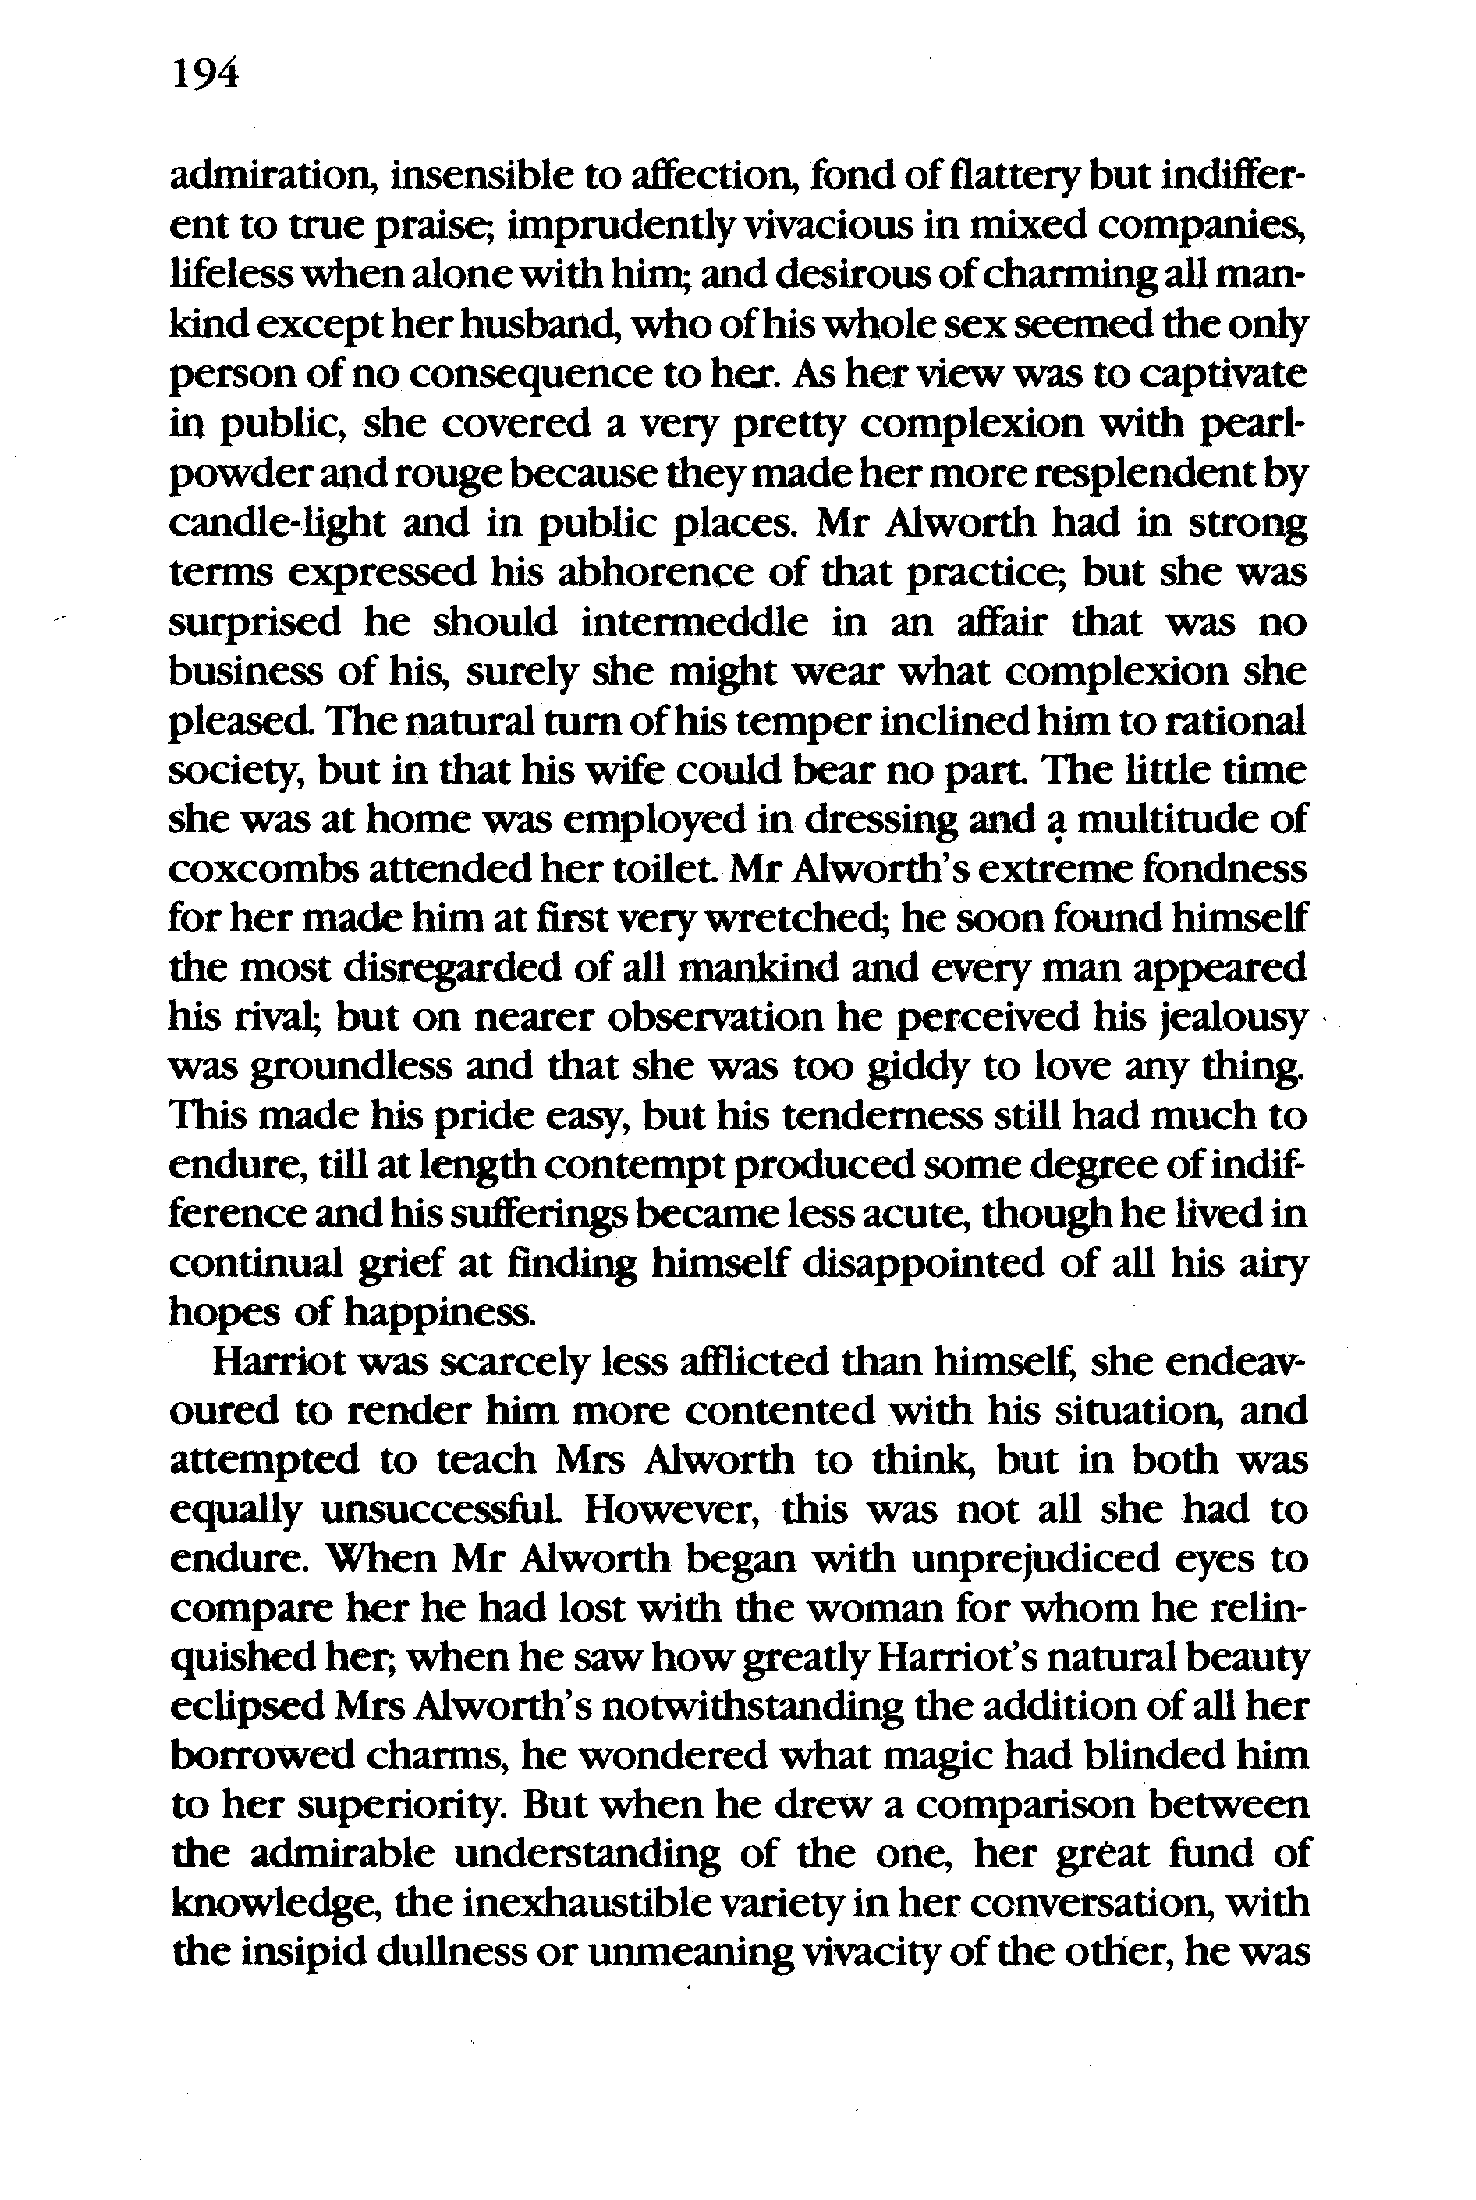 194
admiration, insensible to affection, fond of flattery but indiffer-
ent to true praise; imprudently vivacious in mixed companies,
lifeless when alone with him; and desirous of charming all man-
kind except her husband, who of his whole sex seemed the only
person of no consequence to her. As her view was to captivate
in public, she covered a very pretty complexion with pearl-
powder and rouge because they made her more resplendent by
candle-light and in public places. Mr Alworth had in strong
terms expressed his abhorence of that practice; but she was
surprised he should intermeddle in an affair that was no
business of his, surely she might wear what complexion she
pleased. The natural turn of his temper inclined him to rational
society, but in that his wife could bear no part. The little time
she was at home was employed in dressing and a multitude of
coxcombs attended her toilet. Mr Alworth's extreme fondness
for her made him at first very wretched; he soon found himself
the most disregarded of all mankind and every man appeared
his rival; but on nearer observation he perceived his jealousy
was groundless and that she was too giddy to love any thing.
This made his pride easy, but his tenderness still had much to
endure, till at length contempt produced some degree of indif-
ference and his sufferings became less acute, though he lived in
continual grief at finding himself disappointed of all his airy
hopes of happiness.
Harriot was scarcely less afflicted than himself, she endeav-
oured to render him more contented with his situation, and
attempted to teach Mrs Alworth to think, but in both was
equally unsuccessful. However, this was not all she had to
endure. When Mr Alworth began with unprejudiced eyes to
compare her he had lost with the woman for whom he relin-
quished her; when he saw how greatly Harriot's natural beauty
eclipsed Mrs Alworth's notwithstanding the addition of all her
borrowed charms, he wondered what magic had blinded him
to her superiority. But when he drew a comparison between
the admirable understanding of the one, her great fund of
knowledge, the inexhaustible variety in her conversation, with
the insipid dullness or unmeaning vivacity of the other, he was